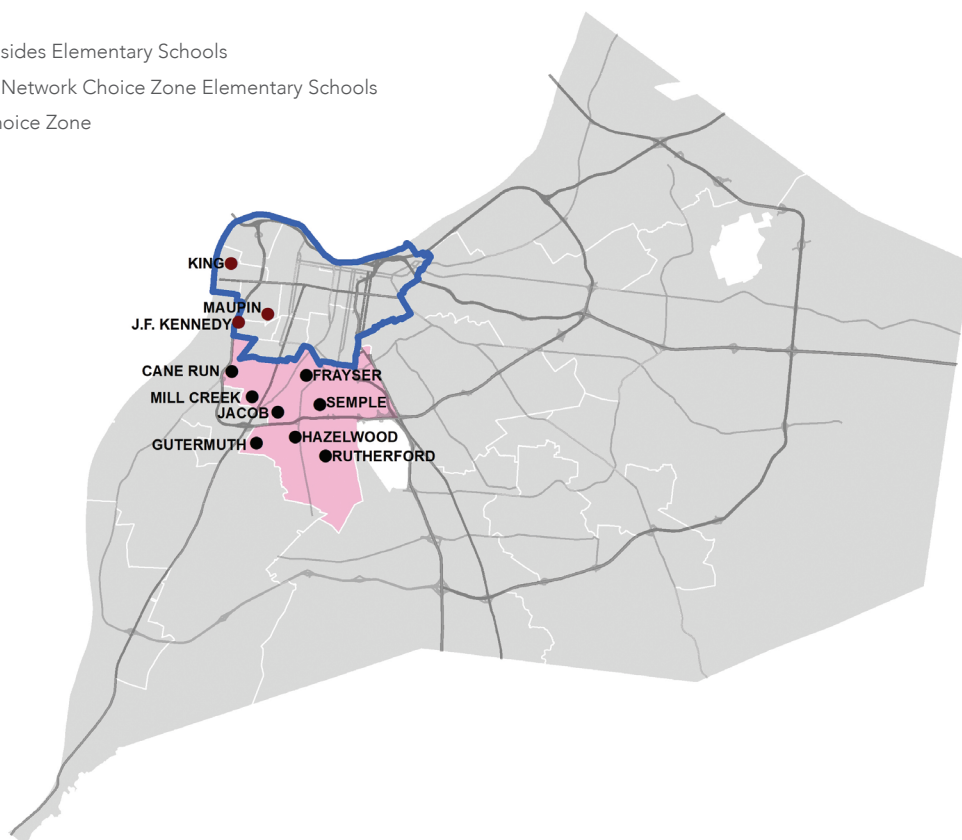 sides Elementary Schools
Network Choice Zone Elementary Schools
hoice Zone
KING
MAUPIN
J.F. KENNEDY
CANE RUN
FRAYSER
MILL CREEK
SEMPLE
JACOB
HAZELWOOD
GUTERMUTH
RUTHERFORD